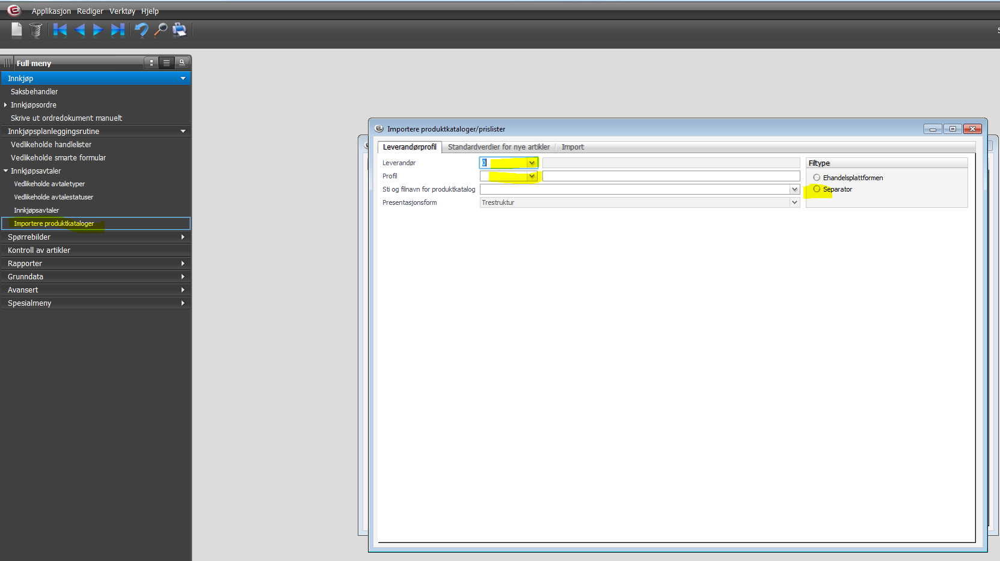 Applikasjon Rediger Verktøy Hjelp
Full meny
Innkjøp
Saksbehandler
Innkjøpsordre
Skrive ut ordredokument manuelt
Innkjøpsplanleggingsrutine
Vedlikeholde handlelister
Vedlikeholde smarte formular
Innkjøpsavtaler
Vedlikeholde avtaletyper
Vedlikeholde avtalestatuser
Innkjøpsavtaler
Importere produktkataloger
Spørrebilder
Kontroll av artikler
Rapporter
Grunndata
Avansert
Spesialmeny
Importere produktkataloger/prislister
Leverandørprofil Standardverdier for nye artikler Import
Leverandør 0
Profil
Sti og filnavn for produktkatalog
Presentasjonsform Trestruktur
Filtype
Ehandelsplattformen
Separator